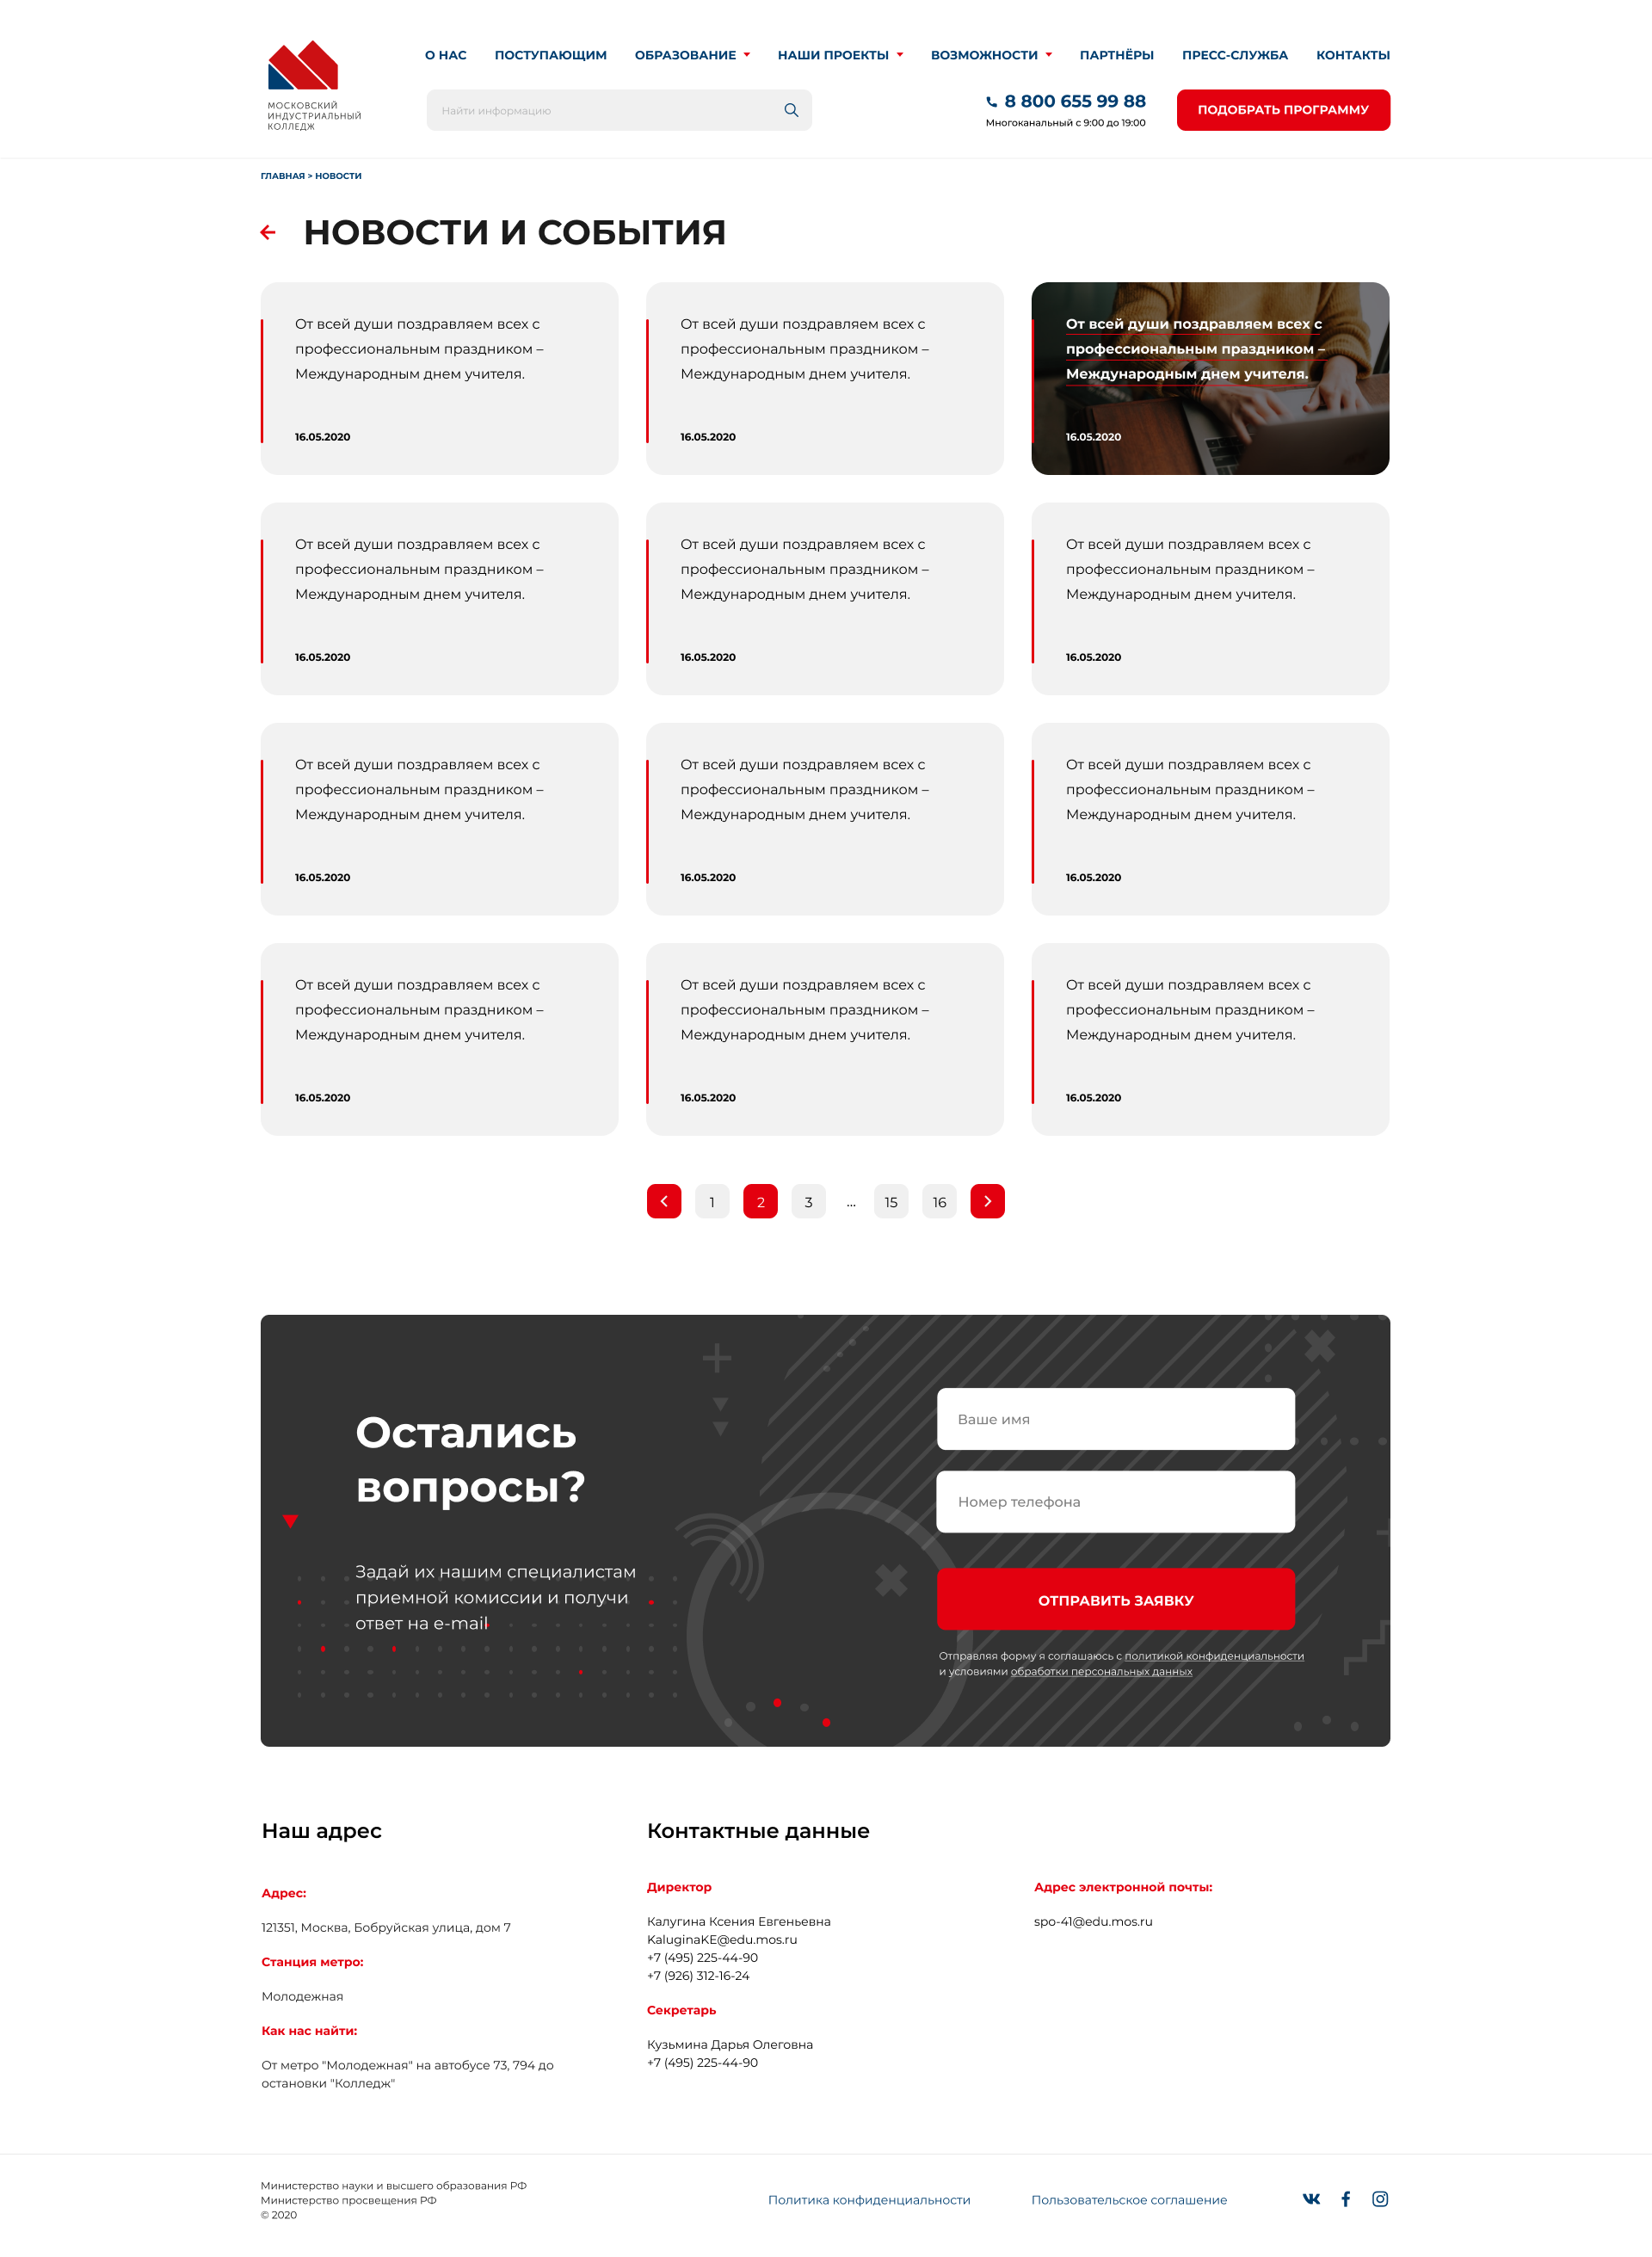 О НАС ПОСТУПАЮЩИМ ОБРАЗОВАНИЕ НАШИ ПРОЕКТЫ ВОЗМОЖНОСТИ ПАРТНЁРЫ ПРЕСС-СЛУЖБА КОНТАКТЫ
МОСКОВСКИЙ
ИНДУСТРИАЛЬНЫЙ
КОЛЛЕДЖ
Найти информацию
8 800 655 99 88
Многоканальный с 9:00 до 19:00
ПОДОБРАТЬ ПРОГРАММУ
ГЛАВНАЯ > НОВОСТИ
НОВОСТИ И СОБЫТИЯ
От всей души поздравляем всех с
профессиональным праздником –
Международным днем учителя.
16.05.2020
От всей души поздравляем всех с
профессиональным праздником –
Международным днем учителя.
16.05.2020
От всей души поздравляем всех с
профессиональным праздником –
Международным днем учителя.
16.05.2020
От всей души поздравляем всех с
профессиональным праздником –
Международным днем учителя.
16.05.2020
От всей души поздравляем всех с
профессиональным праздником –
Международным днем учителя.
16.05.2020
От всей души поздравляем всех с
профессиональным праздником –
Международным днем учителя.
16.05.2020
От всей души поздравляем всех с
профессиональным праздником –
Международным днем учителя.
16.05.2020
От всей души поздравляем всех с
профессиональным праздником –
Международным днем учителя.
16.05.2020
От всей души поздравляем всех с
профессиональным праздником –
Международным днем учителя.
16.05.2020
От всей души поздравляем всех с
профессиональным праздником –
Международным днем учителя.
16.05.2020
От всей души поздравляем всех с
профессиональным праздником –
Международным днем учителя.
16.05.2020
От всей души поздравляем всех с
профессиональным праздником –
Международным днем учителя.
16.05.2020
1 2 3 ... 15 16
Остались
вопросы?
Задай их нашим специалистам
приемной комиссии и получи
ответ на e-mail
Ваше имя
Номер телефона
ОТПРАВИТЬ ЗАЯВКУ
Отправляя форму я соглашаюсь с политикой конфиденциальности
и условиями обработки персональных данных
Наш адрес
Адрес:
121351, Москва, Бобруйская улица, дом 7
Станция метро:
Молодежная
Как нас найти:
От метро "Молодежная" на автобусе 73, 794 до
остановки "Колледж"
Контактные данные
Директор
Калугина Ксения Евгеньевна
KaluginaKE@edu.mos.ru
+7 (495) 225-44-90
+7 (926) 312-16-24
Секретарь
Кузьмина Дарья Олеговна
+7 (495) 225-44-90
Адрес электронной почты:
spo-41@edu.mos.ru
Министерство науки и высшего образования РФ
Министерство просвещения РФ
© 2020
Политика конфиденциальности
Пользовательское соглашение